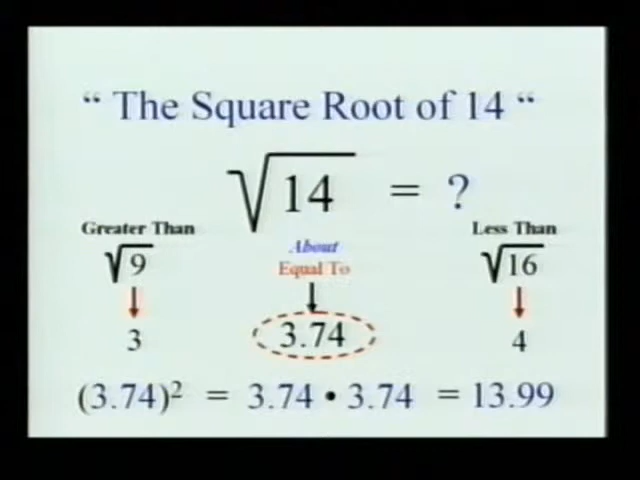 “ The Square Root of 14 “
√14 = ?
Greater Than
√9
3
About
Equal To
3.74
Less Than
√16
4
(3.74)² = 3.74 • 3.74 = 13.99